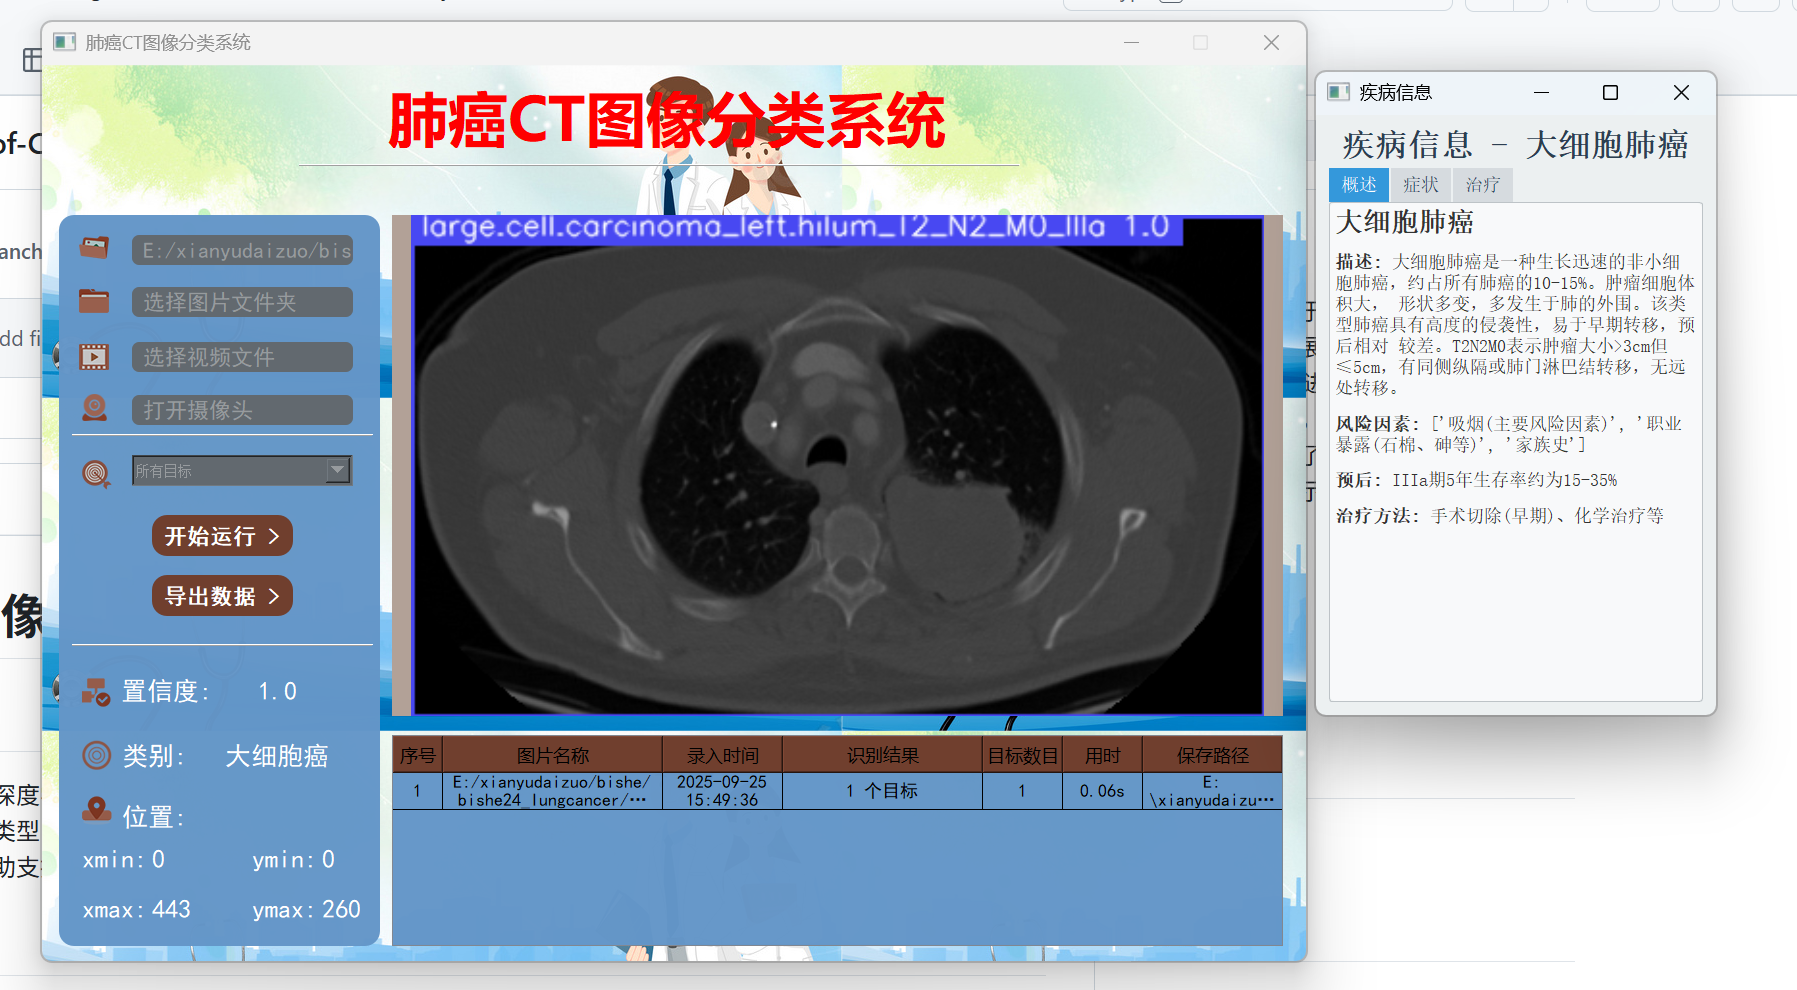 肺癌CT图像分类系统
肺癌CT图像分类系统
E:/xianyudaizuo/bis
选择图片文件夹
选择视频文件
打开摄像头
所有目标
开始运行 >
导出数据 >
置信度: 1.0
类别: 大细胞癌
位置:
xmin: 0 ymin: 0
xmax: 443 ymax: 260
large.cell.carcinoma_left.hilum_T2_N2_M0_IIIa 1.0
序号 图片名称 录入时间 识别结果 目标数目 用时 保存路径
1 E:/xianyudaizuo/bishe/bishe24_lungcancer/… 2025-09-25 15:49:36 1 个目标 1 0.06s E:\xianyudaizu…
疾病信息
疾病信息 - 大细胞肺癌
概述 症状 治疗
大细胞肺癌
描述: 大细胞肺癌是一种生长迅速的非小细
胞肺癌，约占所有肺癌的10-15%。肿瘤细胞体
积大， 形状多变，多发生于肺的外围。该类
型肺癌具有高度的侵袭性，易于早期转移，预
后相对 较差。T2N2M0表示肿瘤大小>3cm但
≤5cm，有同侧纵隔或肺门淋巴结转移，无远
处转移。
风险因素: ['吸烟(主要风险因素)', '职业
暴露(石棉、砷等)', '家族史']
预后: IIIa期5年生存率约为15-35%
治疗方法: 手术切除(早期)、化学治疗等
of-C
anch
dd fi
像
深度
类型
助支